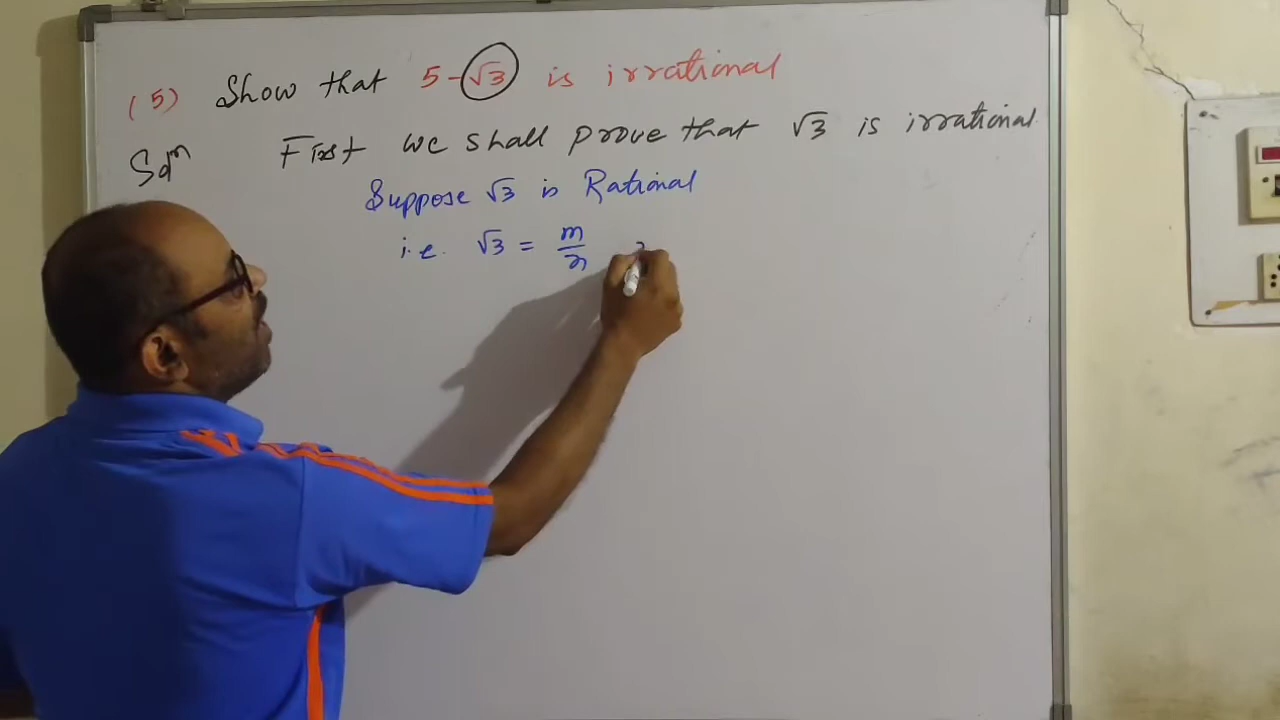 (5) Show that 5-√3 is irrational
Solⁿ First we shall prove that √3 is irrational
Suppose √3 is Rational
i.e. √3 = m/n